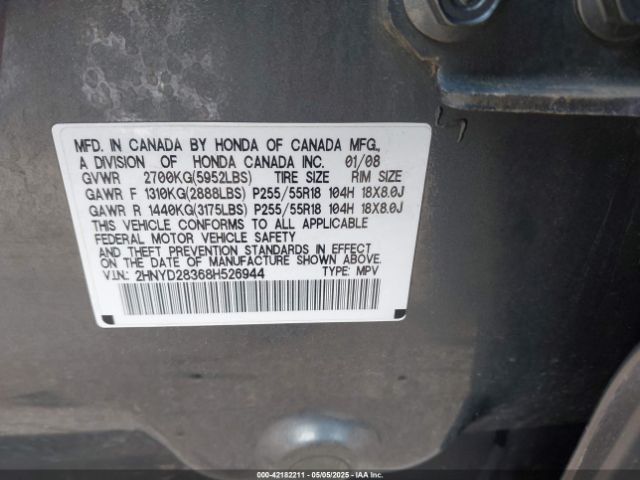 MFD. IN CANADA BY HONDA OF CANADA MFG.,
A DIVISION OF HONDA CANADA INC. 01/08
GVWR 2700KG(5952LBS) TIRE SIZE RIM SIZE
GAWR F 1310KG(2888LBS) P255/55R18 104H 18X8.0J
GAWR R 1440KG(3175LBS) P255/55R18 104H 18X8.0J
THIS VEHICLE CONFORMS TO ALL APPLICABLE
FEDERAL MOTOR VEHICLE SAFETY
AND THEFT PREVENTION STANDARDS IN EFFECT
ON THE DATE OF MANUFACTURE SHOWN ABOVE.
V.I.N.: 2HNYD28368H526944 TYPE: MPV
000-42182211 - 05/05/2025 - IAAI.COM